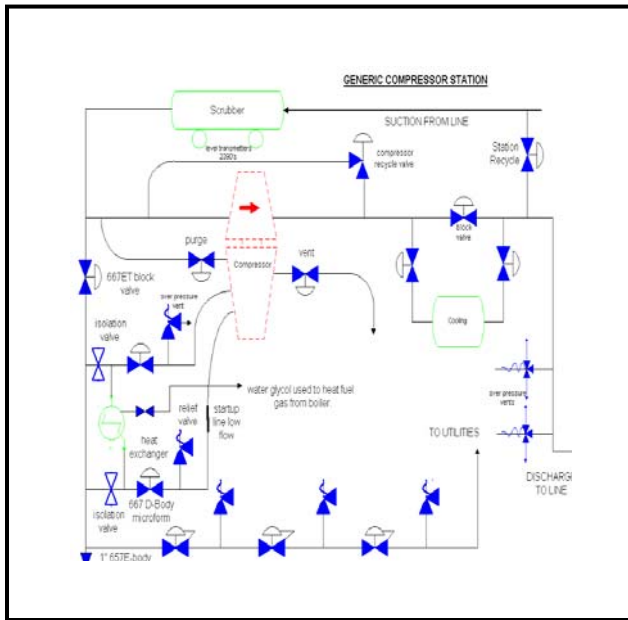 GENERIC COMPRESSOR STATION
Scrubber
SUCTION FROM LINE
level transmitters
2390's
compressor
recycle valve
Station
Recycle
purge
Compressor
vent
block
valve
667ET block
valve
over pressure
vent
isolation
valve
Cooling
water glycol used to heat fuel
gas from boiler.
over pressure
vents
relief
valve
startup
line low
flow
heat
exchanger
TO UTILITIES
DISCHARGE
TO LINE
isolation
valve
667 D-Body
microform
1" 657E-body